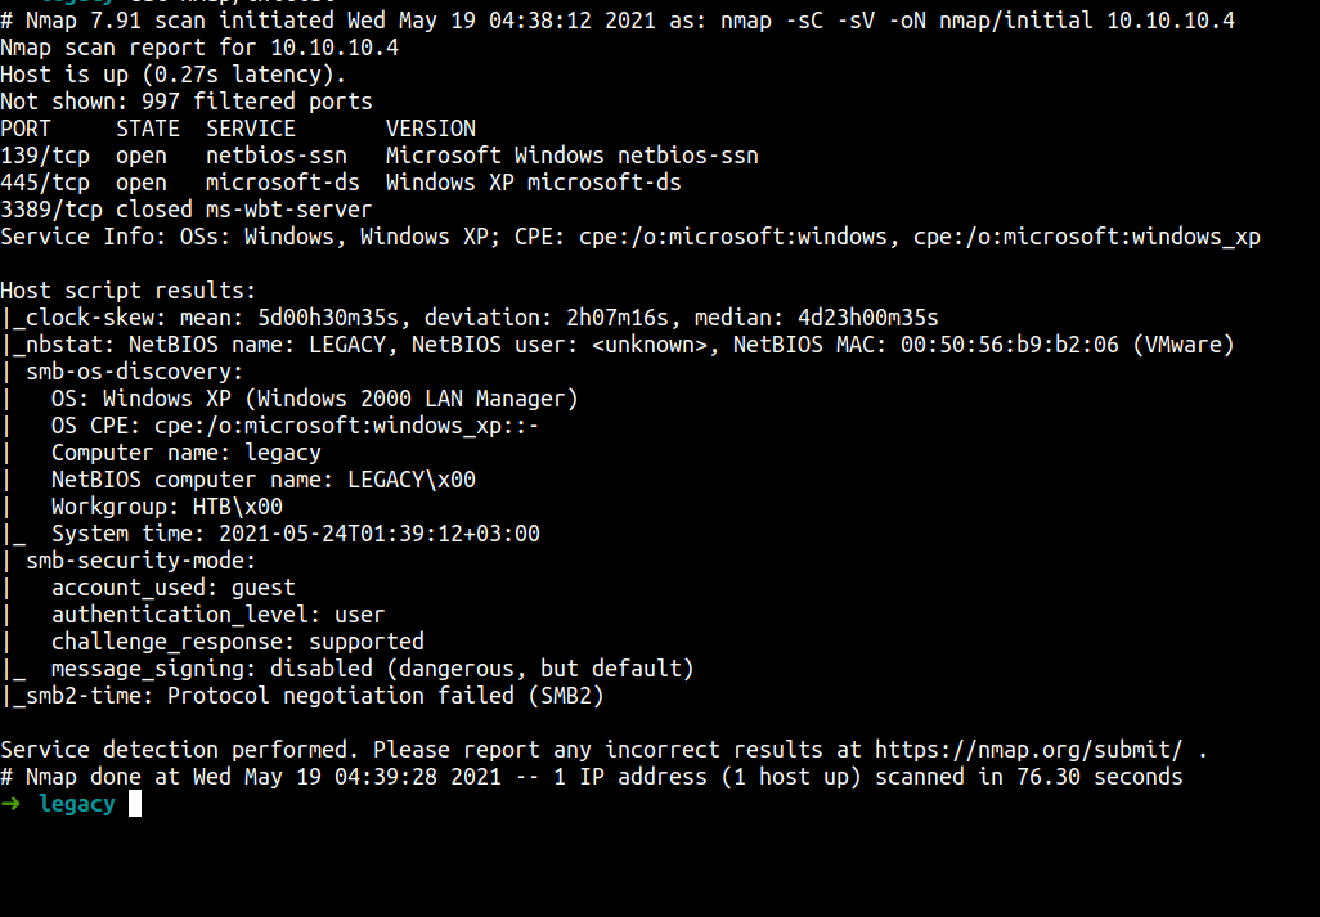 # Nmap 7.91 scan initiated Wed May 19 04:38:12 2021 as: nmap -sC -sV -oN nmap/initial 10.10.10.4
Nmap scan report for 10.10.10.4
Host is up (0.27s latency).
Not shown: 997 filtered ports
PORT     STATE  SERVICE       VERSION
139/tcp  open   netbios-ssn   Microsoft Windows netbios-ssn
445/tcp  open   microsoft-ds  Windows XP microsoft-ds
3389/tcp closed ms-wbt-server
Service Info: OSs: Windows, Windows XP; CPE: cpe:/o:microsoft:windows, cpe:/o:microsoft:windows_xp
Host script results:
|_clock-skew: mean: 5d00h30m35s, deviation: 2h07m16s, median: 4d23h00m35s
|_nbstat: NetBIOS name: LEGACY, NetBIOS user: <unknown>, NetBIOS MAC: 00:50:56:b9:b2:06 (VMware)
| smb-os-discovery:
|   OS: Windows XP (Windows 2000 LAN Manager)
|   OS CPE: cpe:/o:microsoft:windows_xp::-
|   Computer name: legacy
|   NetBIOS computer name: LEGACY\x00
|   Workgroup: HTB\x00
|_  System time: 2021-05-24T01:39:12+03:00
| smb-security-mode:
|   account_used: guest
|   authentication_level: user
|   challenge_response: supported
|_  message_signing: disabled (dangerous, but default)
|_smb2-time: Protocol negotiation failed (SMB2)
Service detection performed. Please report any incorrect results at https://nmap.org/submit/ .
# Nmap done at Wed May 19 04:39:28 2021 -- 1 IP address (1 host up) scanned in 76.30 seconds
→ legacy